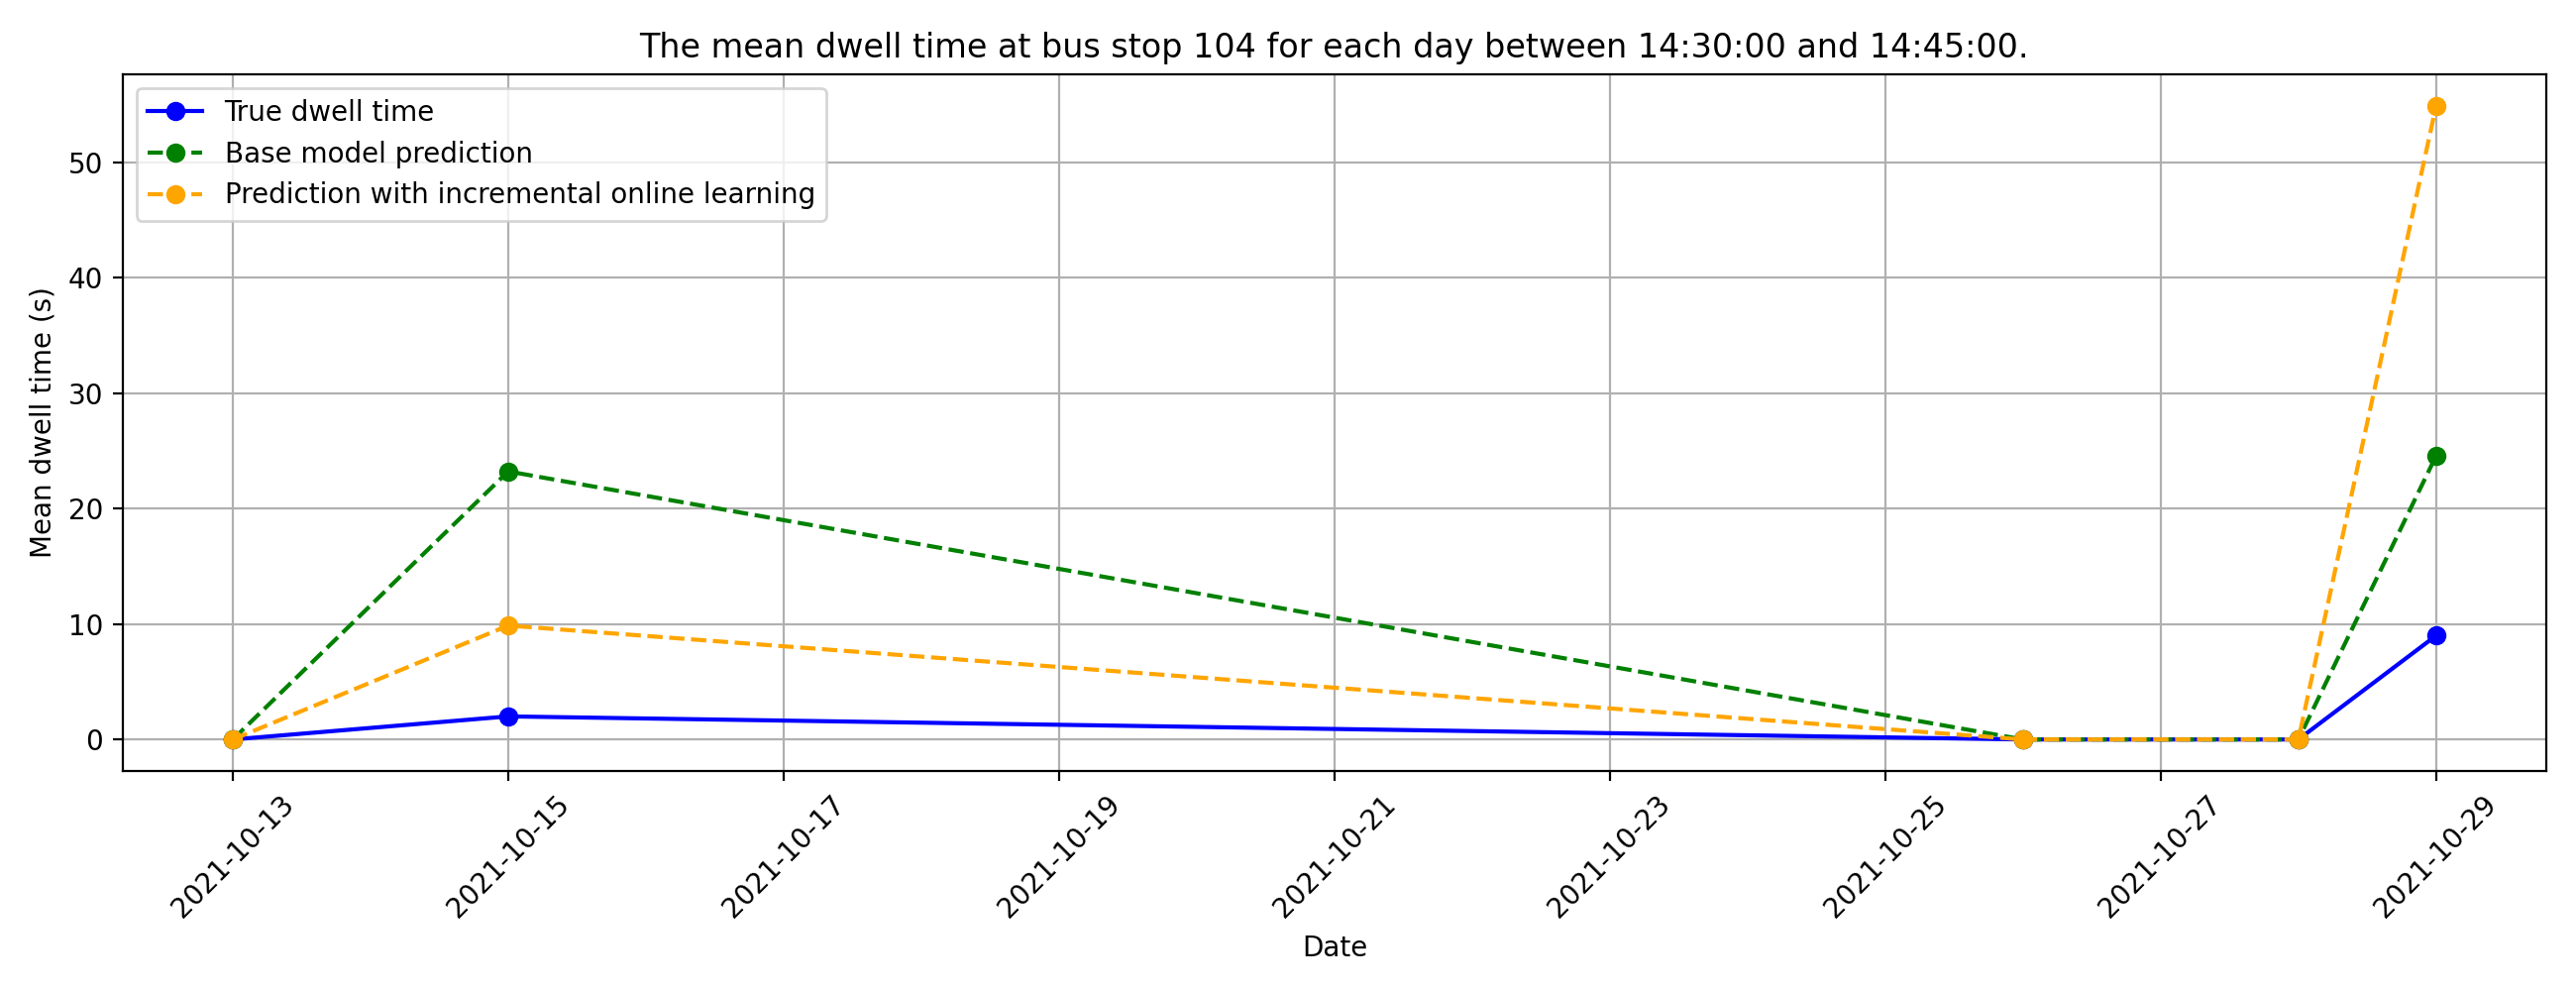 The mean dwell time at bus stop 104 for each day between 14:30:00 and 14:45:00.
True dwell time
Base model prediction
Prediction with incremental online learning
Mean dwell time (s)
50
40
30
20
10
0
2021-10-13
2021-10-15
2021-10-17
2021-10-19
2021-10-21
2021-10-23
2021-10-25
2021-10-27
2021-10-29
Date